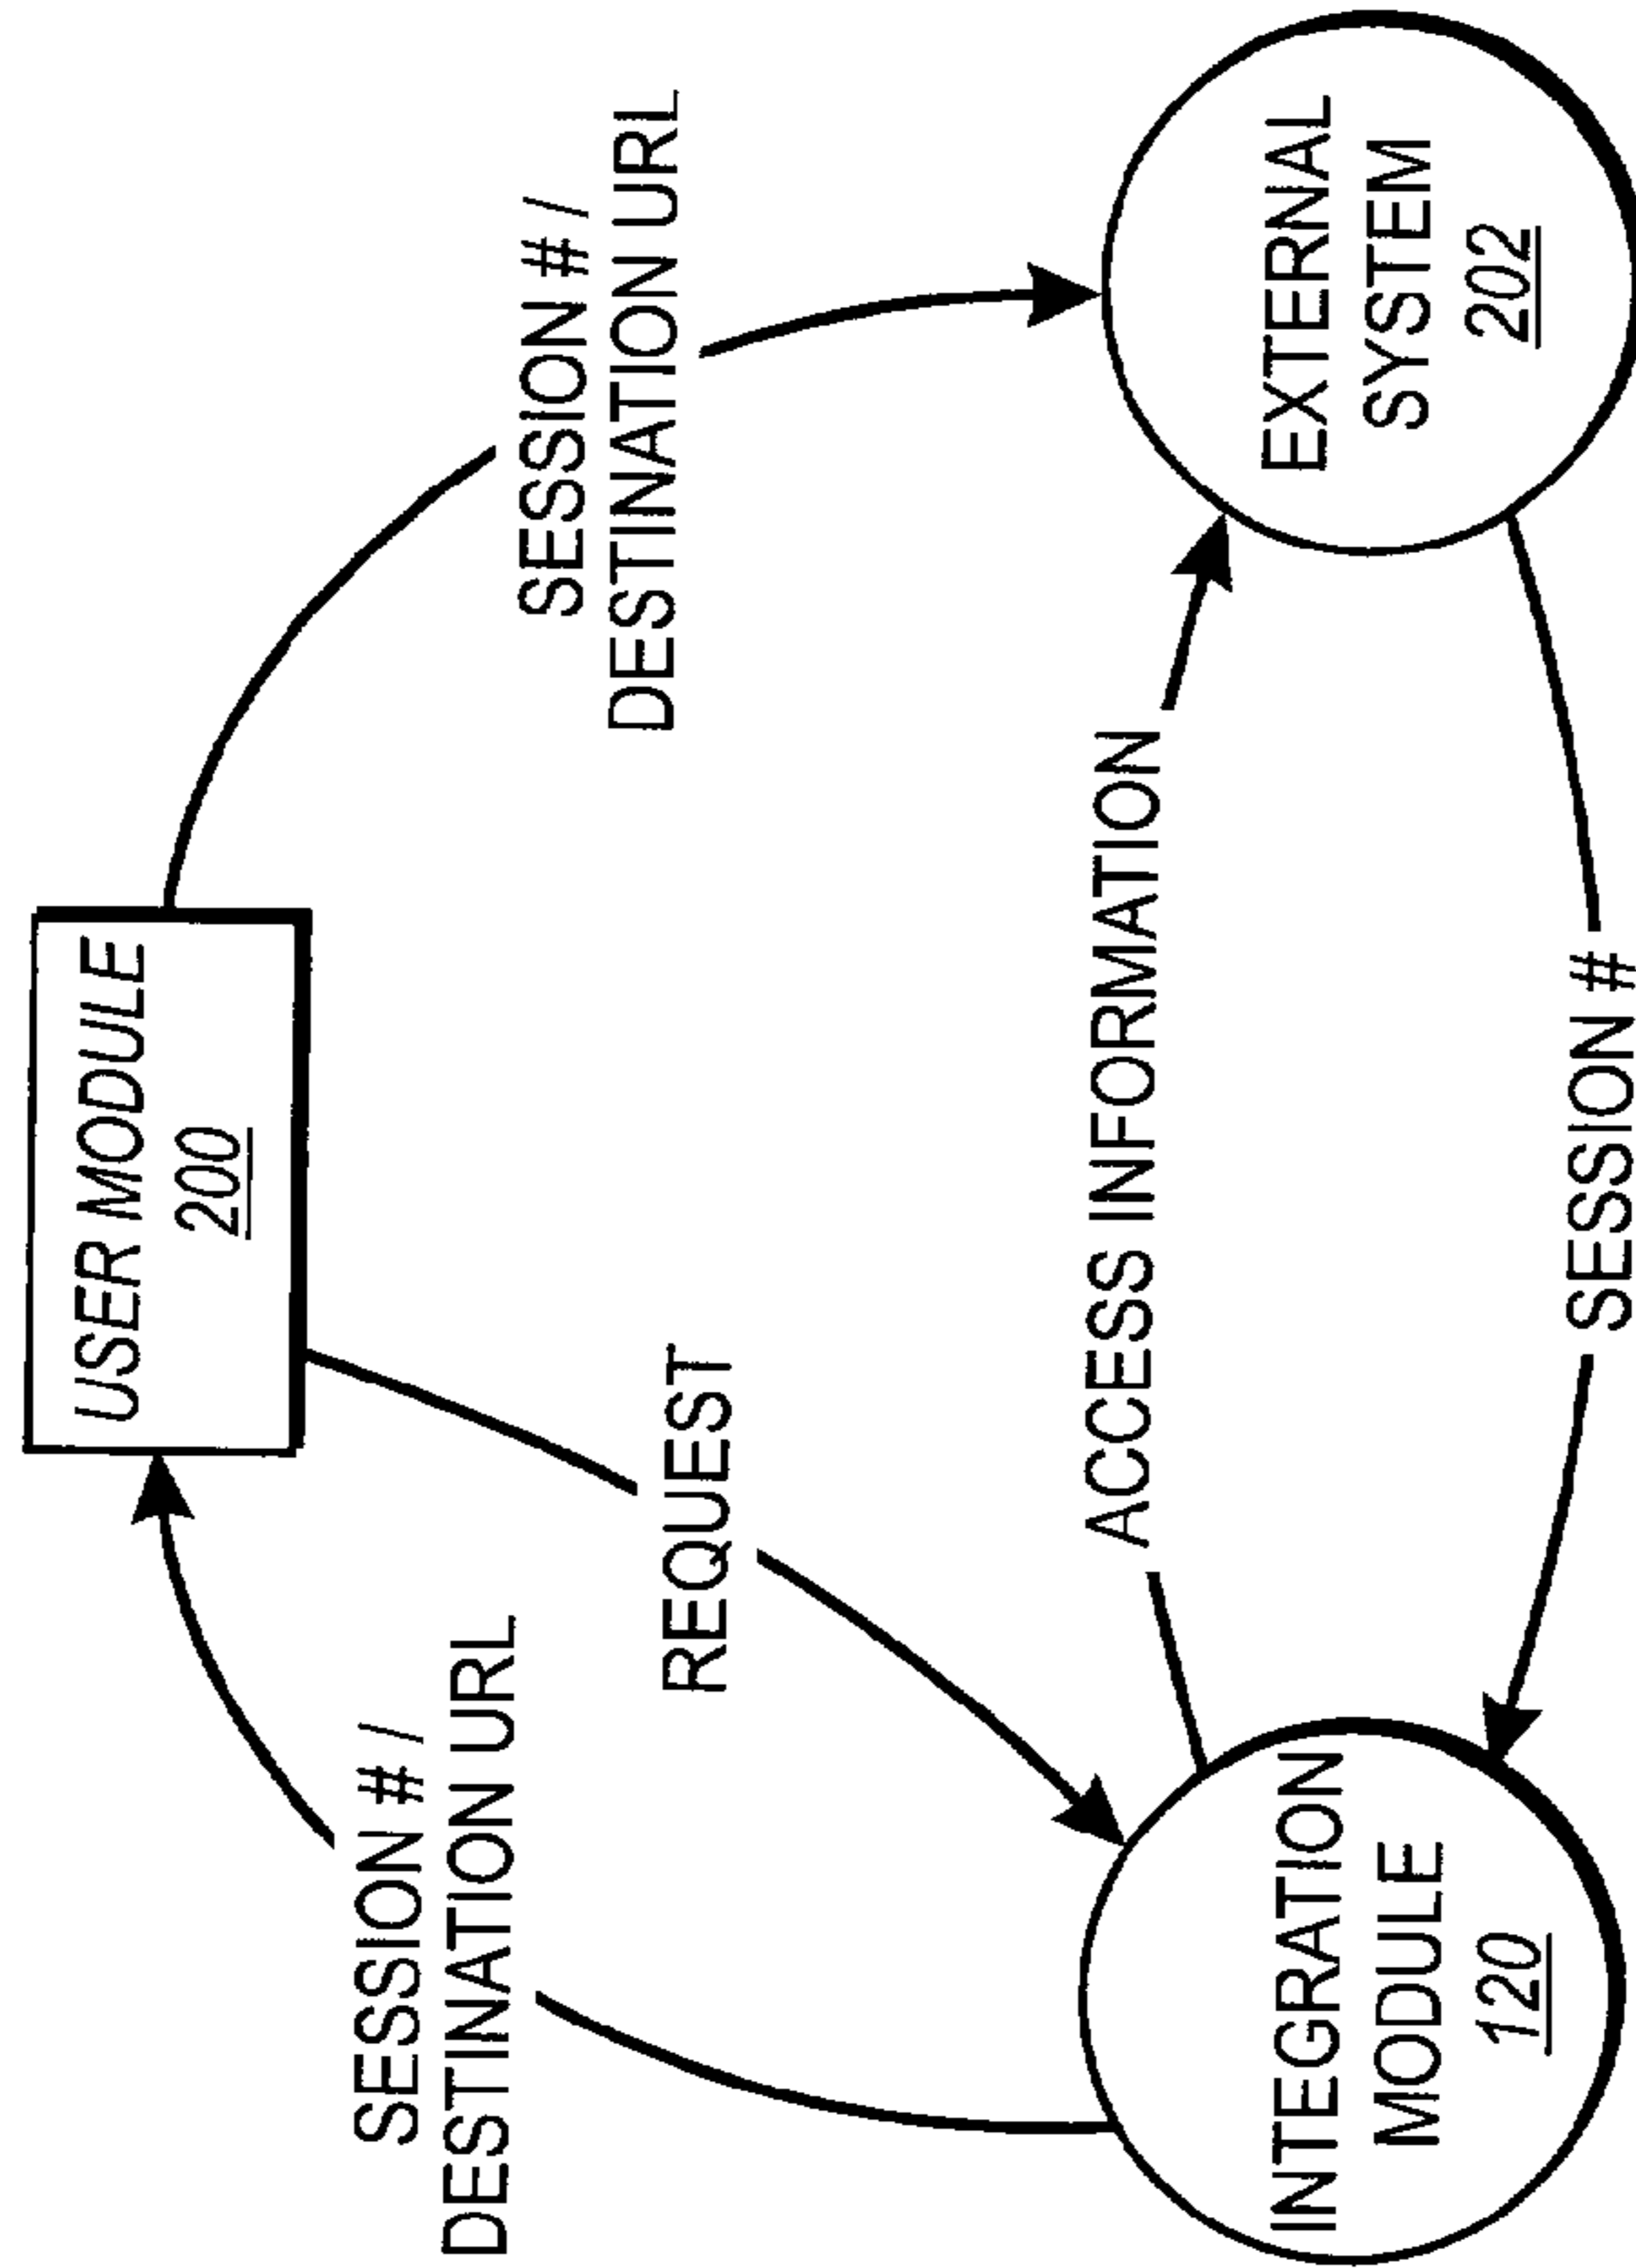 USER MODULE
200
SESSION # /
DESTINATION URL
REQUEST
SESSION # /
DESTINATION URL
ACCESS INFORMATION
INTEGRATION
MODULE
120
EXTERNAL
SYSTEM
202
SESSION #